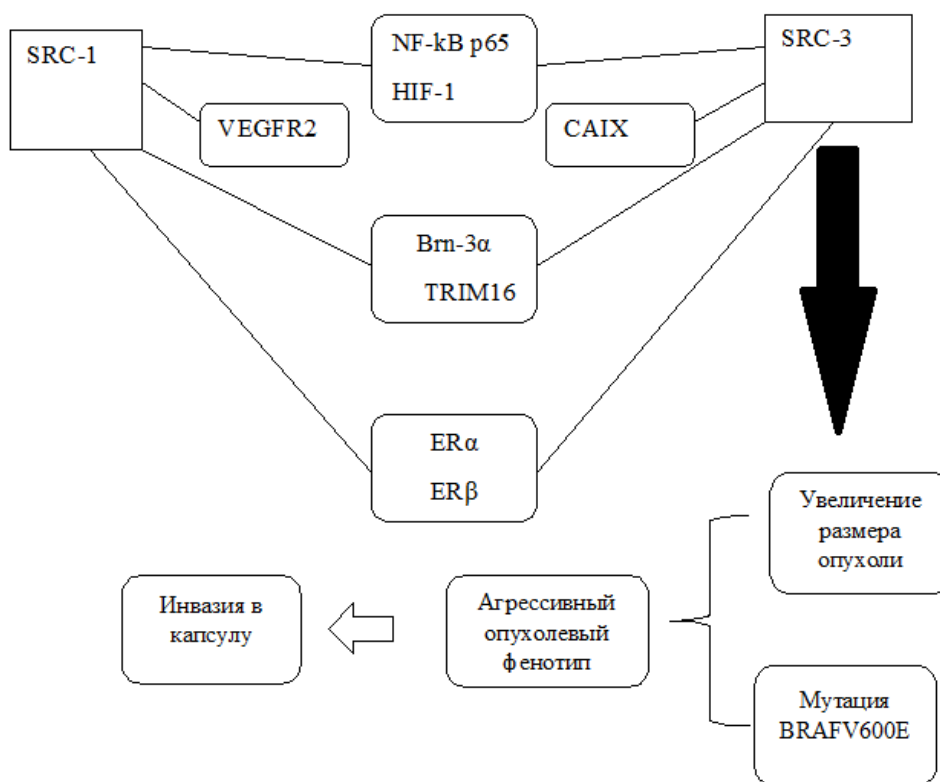 SRC-1
NF-kB p65
HIF-1
SRC-3
VEGFR2
CAIX
Brn-3α
TRIM16
ERα
ERβ
Увеличение
размера
опухоли
Инвазия в
капсулу
Агрессивный
опухолевый
фенотип
Мутация
BRAFV600E